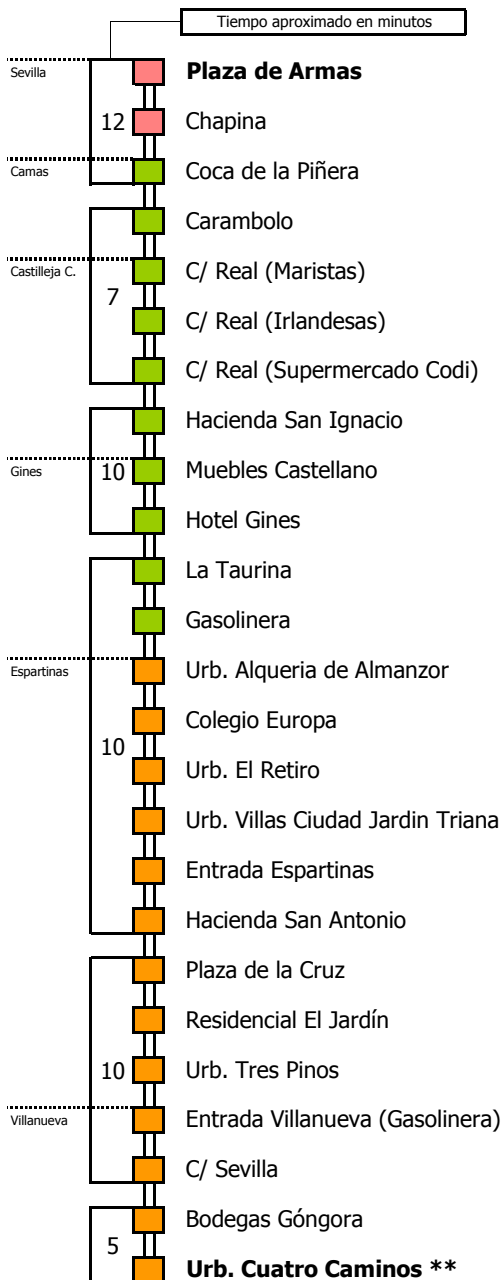 Tiempo aproximado en minutos
Sevilla
Plaza de Armas
12
Chapina
Camas
Coca de la Piñera
Carambolo
Castilleja C.
C/ Real (Maristas)
7
C/ Real (Irlandesas)
C/ Real (Supermercado Codi)
Hacienda San Ignacio
Gines
10
Muebles Castellano
Hotel Gines
La Taurina
Gasolinera
Espartinas
Urb. Alqueria de Almanzor
Colegio Europa
10
Urb. El Retiro
Urb. Villas Ciudad Jardin Triana
Entrada Espartinas
Hacienda San Antonio
Plaza de la Cruz
Residencial El Jardín
10
Urb. Tres Pinos
Villanueva
Entrada Villanueva (Gasolinera)
C/ Sevilla
Bodegas Góngora
5
Urb. Cuatro Caminos **